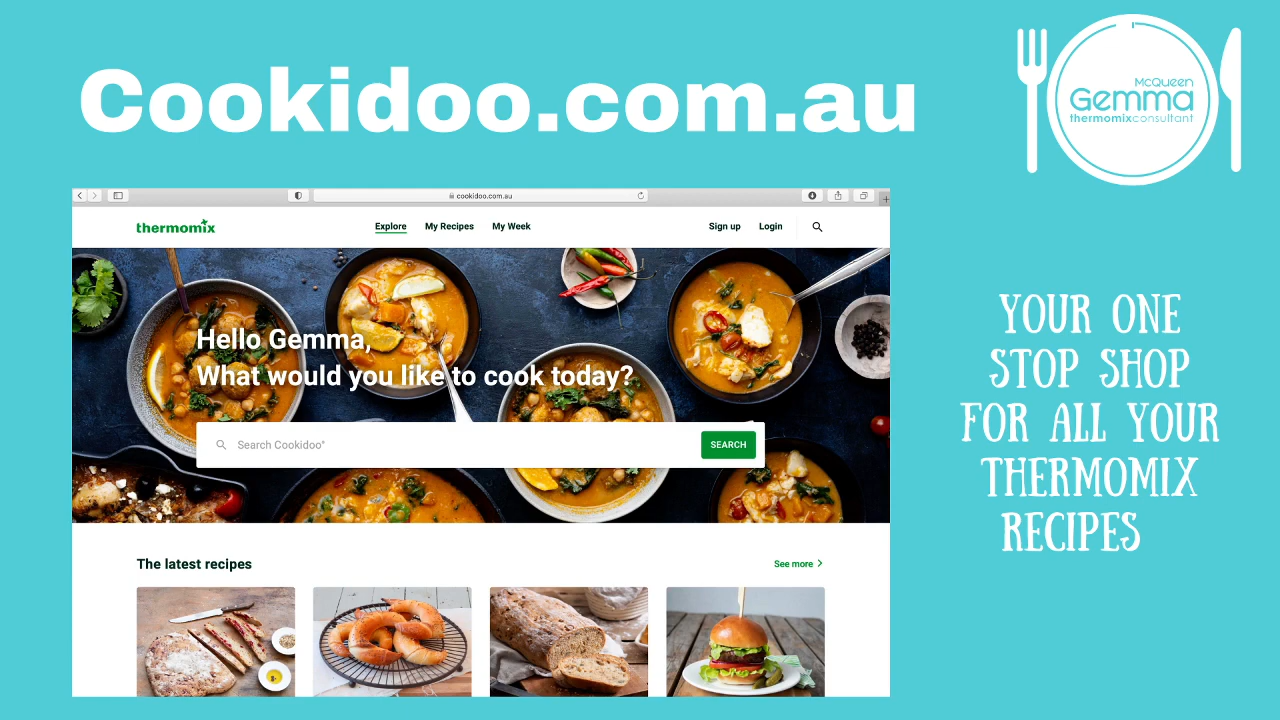 Cookidoo.com.au
McQueen
Gemma
thermomixconsultant
cookidoo.com.au
thermomix
Explore
My Recipes
My Week
Sign up
Login
Hello Gemma,
What would you like to cook today?
Search Cookidoo®
SEARCH
The latest recipes
See more
YOUR ONE
STOP SHOP
FOR ALL YOUR
THERMOMIX
RECIPES